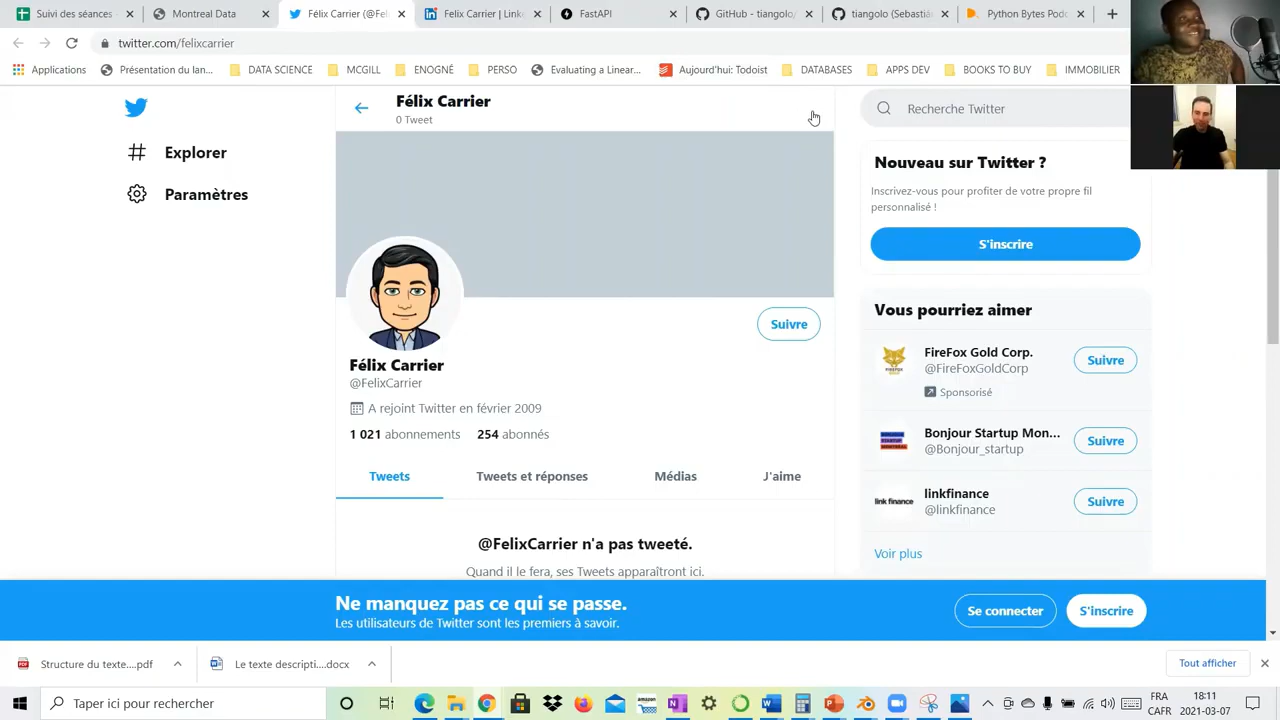 Suivi des séances
Montreal Data
Félix Carrier (@Fel
Félix Carrier | Link
FastAPI
GitHub - tiangolo/
tiangolo (Sebastiá
Python Bytes Podc
twitter.com/felixcarrier
Applications
Présentation du lan...
DATA SCIENCE
MCGILL
ENOGNÉ
PERSO
Evaluating a Linear...
Aujourd'hui: Todoist
DATABASES
APPS DEV
BOOKS TO BUY
IMMOBILIER
Explorer
Paramètres
Félix Carrier
0 Tweet
Félix Carrier
@FelixCarrier
A rejoint Twitter en février 2009
1 021 abonnements 254 abonnés
Suivre
Tweets
Tweets et réponses
Médias
J'aime
@FelixCarrier n'a pas tweeté.
Quand il le fera, ses Tweets apparaîtront ici.
Recherche Twitter
Nouveau sur Twitter ?
Inscrivez-vous pour profiter de votre propre fil
personnalisé !
S'inscrire
Vous pourriez aimer
FireFox Gold Corp.
@FireFoxGoldCorp
Sponsorisé
Suivre
Bonjour Startup Mon...
@Bonjour_startup
Suivre
link finance
linkfinance
@linkfinance
Suivre
Voir plus
Ne manquez pas ce qui se passe.
Les utilisateurs de Twitter sont les premiers à savoir.
Se connecter
S'inscrire
Structure du texte....pdf
Le texte descripti....docx
Tout afficher
Taper ici pour rechercher
FRA
CAFR
18:11
2021-03-07